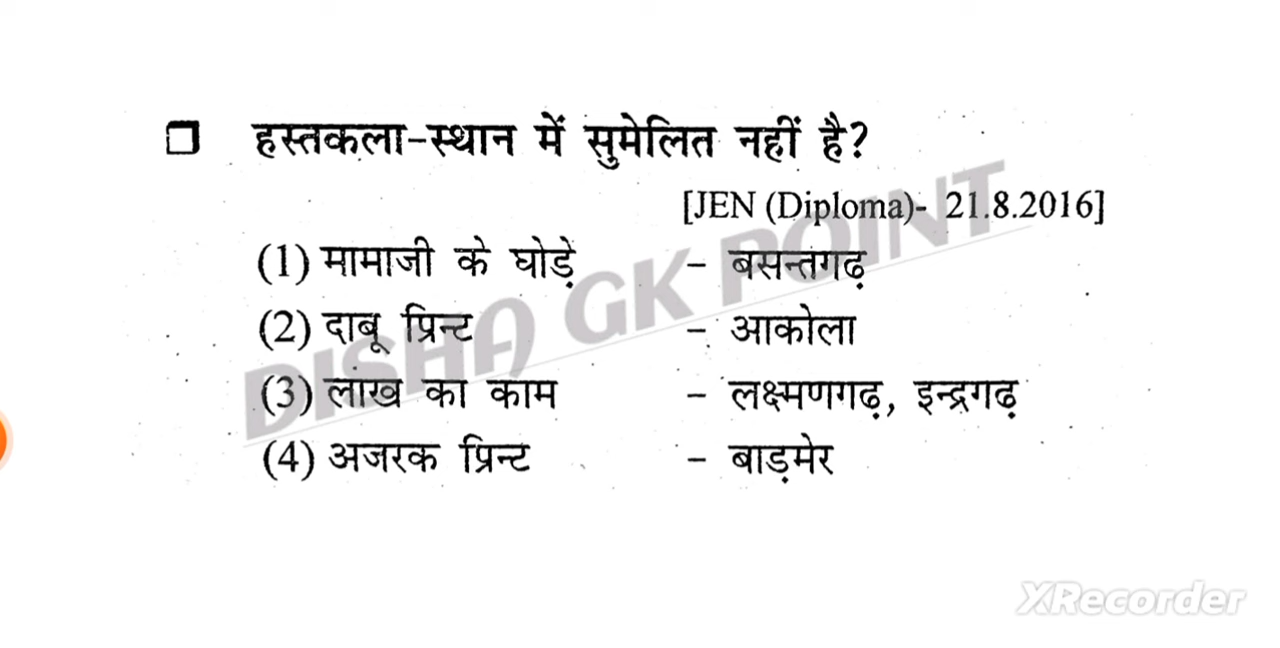 हस्तकला-स्थान में सुमेलित नहीं है?
[JEN (Diploma)- 21.8.2016]
(1) मामाजी के घोड़ें - बसन्तगढ़
(2) दाबू प्रिन्ट - आकोला
(3) लाख का काम - लक्ष्मणगढ़, इन्द्रगढ़
(4) अजरक प्रिन्ट - बाड़मेर
DISHA GK POINT
XRecorder